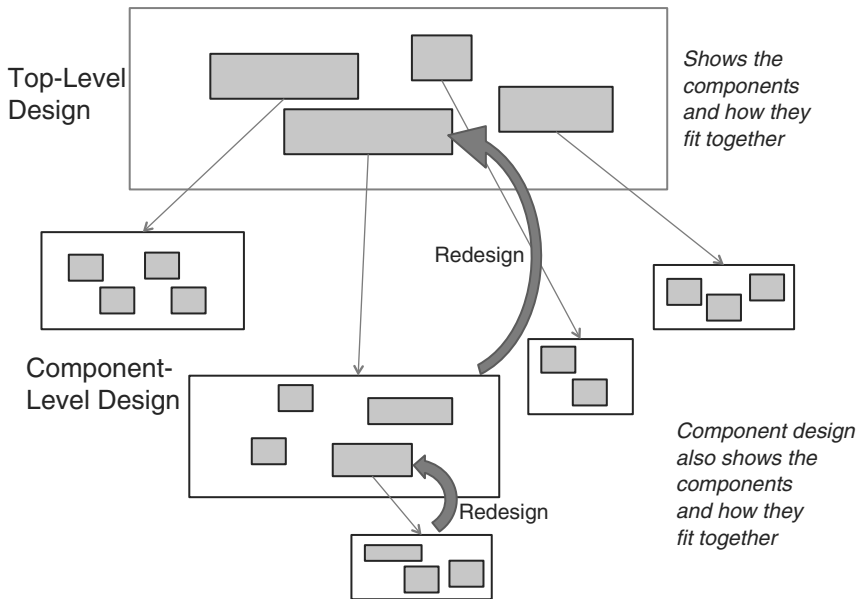 Top-Level
Design
Shows the
components
and how they
fit together
Redesign
Component-
Level Design
Component design
also shows the
components
and how they
fit together
Redesign